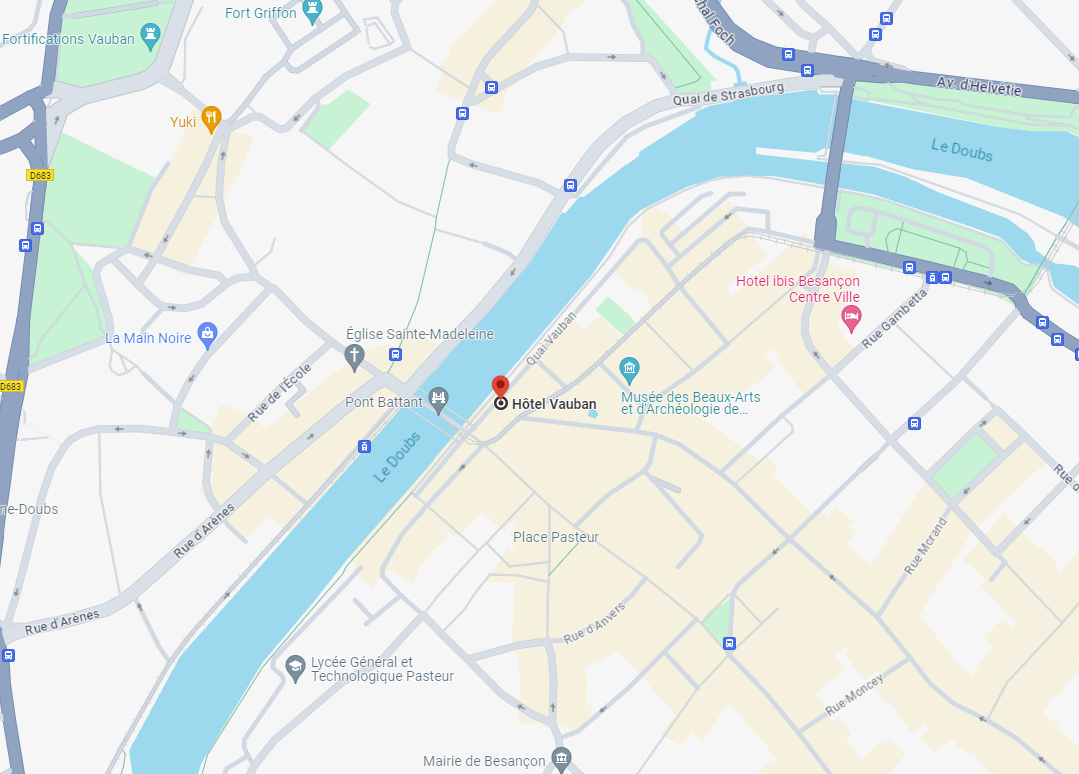 Fort Griffon
Fortifications Vauban
chal Foch
Quai de Strasbourg
Av. d'Helvétie
Le Doubs
Yuki
D683
Hotel ibis Besançon
Centre Ville
Rue Gambetta
La Main Noire
Église Sainte-Madeleine
Quai Vauban
Rue de l'École
Pont Battant
Hôtel Vauban
Musée des Beaux-Arts
et d'Archéologie de...
D683
Le Doubs
ne-Doubs
Rue d'Arènes
Place Pasteur
Rue d
Rue Morand
Rue d'Arènes
Rue d'Anvers
Lycée Général et
Technologique Pasteur
Rue Moncey
Mairie de Besançon